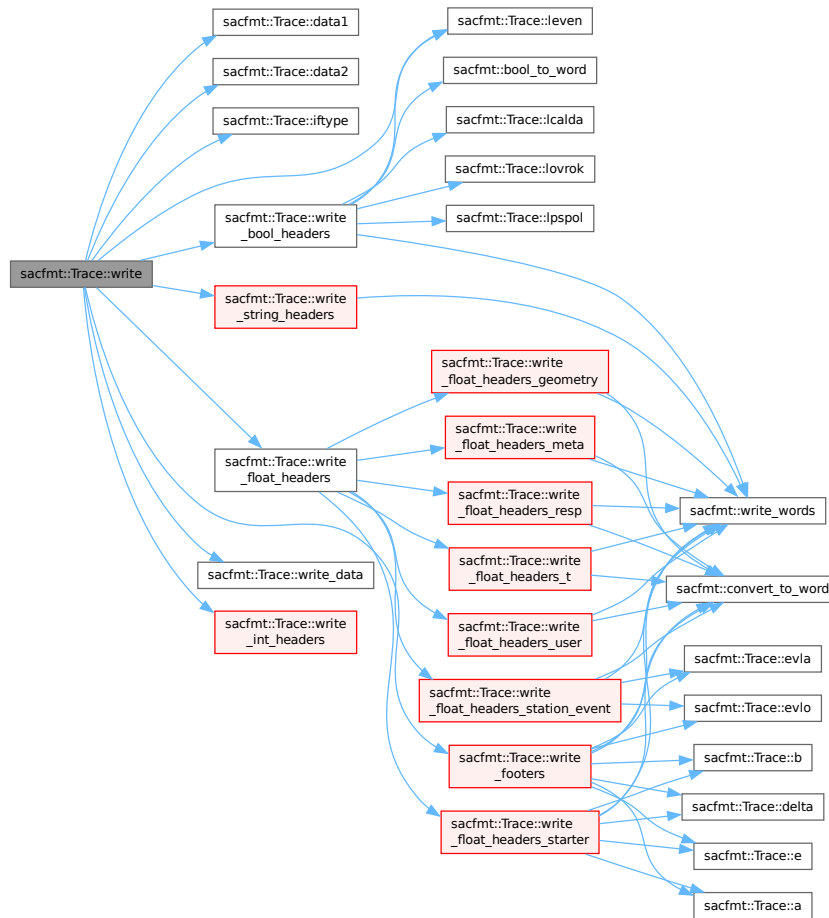 sacfmt::Trace::write
sacfmt::Trace::data1
sacfmt::Trace::data2
sacfmt::Trace::iftype
sacfmt::Trace::write
_bool_headers
sacfmt::Trace::write
_string_headers
sacfmt::Trace::write
_float_headers
sacfmt::Trace::write_data
sacfmt::Trace::write
_int_headers
sacfmt::Trace::leven
sacfmt::bool_to_word
sacfmt::Trace::lcalda
sacfmt::Trace::lovrok
sacfmt::Trace::lpspol
sacfmt::Trace::write
_float_headers_geometry
sacfmt::Trace::write
_float_headers_meta
sacfmt::Trace::write
_float_headers_resp
sacfmt::Trace::write
_float_headers_t
sacfmt::Trace::write
_float_headers_user
sacfmt::Trace::write
_float_headers_station_event
sacfmt::Trace::write
_footers
sacfmt::Trace::write
_float_headers_starter
sacfmt::write_words
sacfmt::convert_to_word
sacfmt::Trace::evla
sacfmt::Trace::evlo
sacfmt::Trace::b
sacfmt::Trace::delta
sacfmt::Trace::e
sacfmt::Trace::a